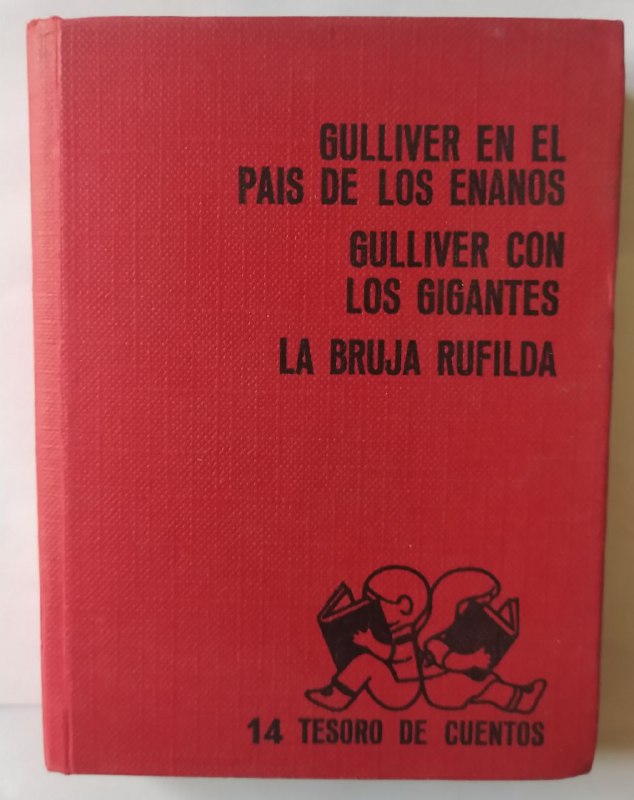 GULLIVER EN EL
PAIS DE LOS ENANOS
GULLIVER CON
LOS GIGANTES
LA BRUJA RUFILDA
14 TESORO DE CUENTOS